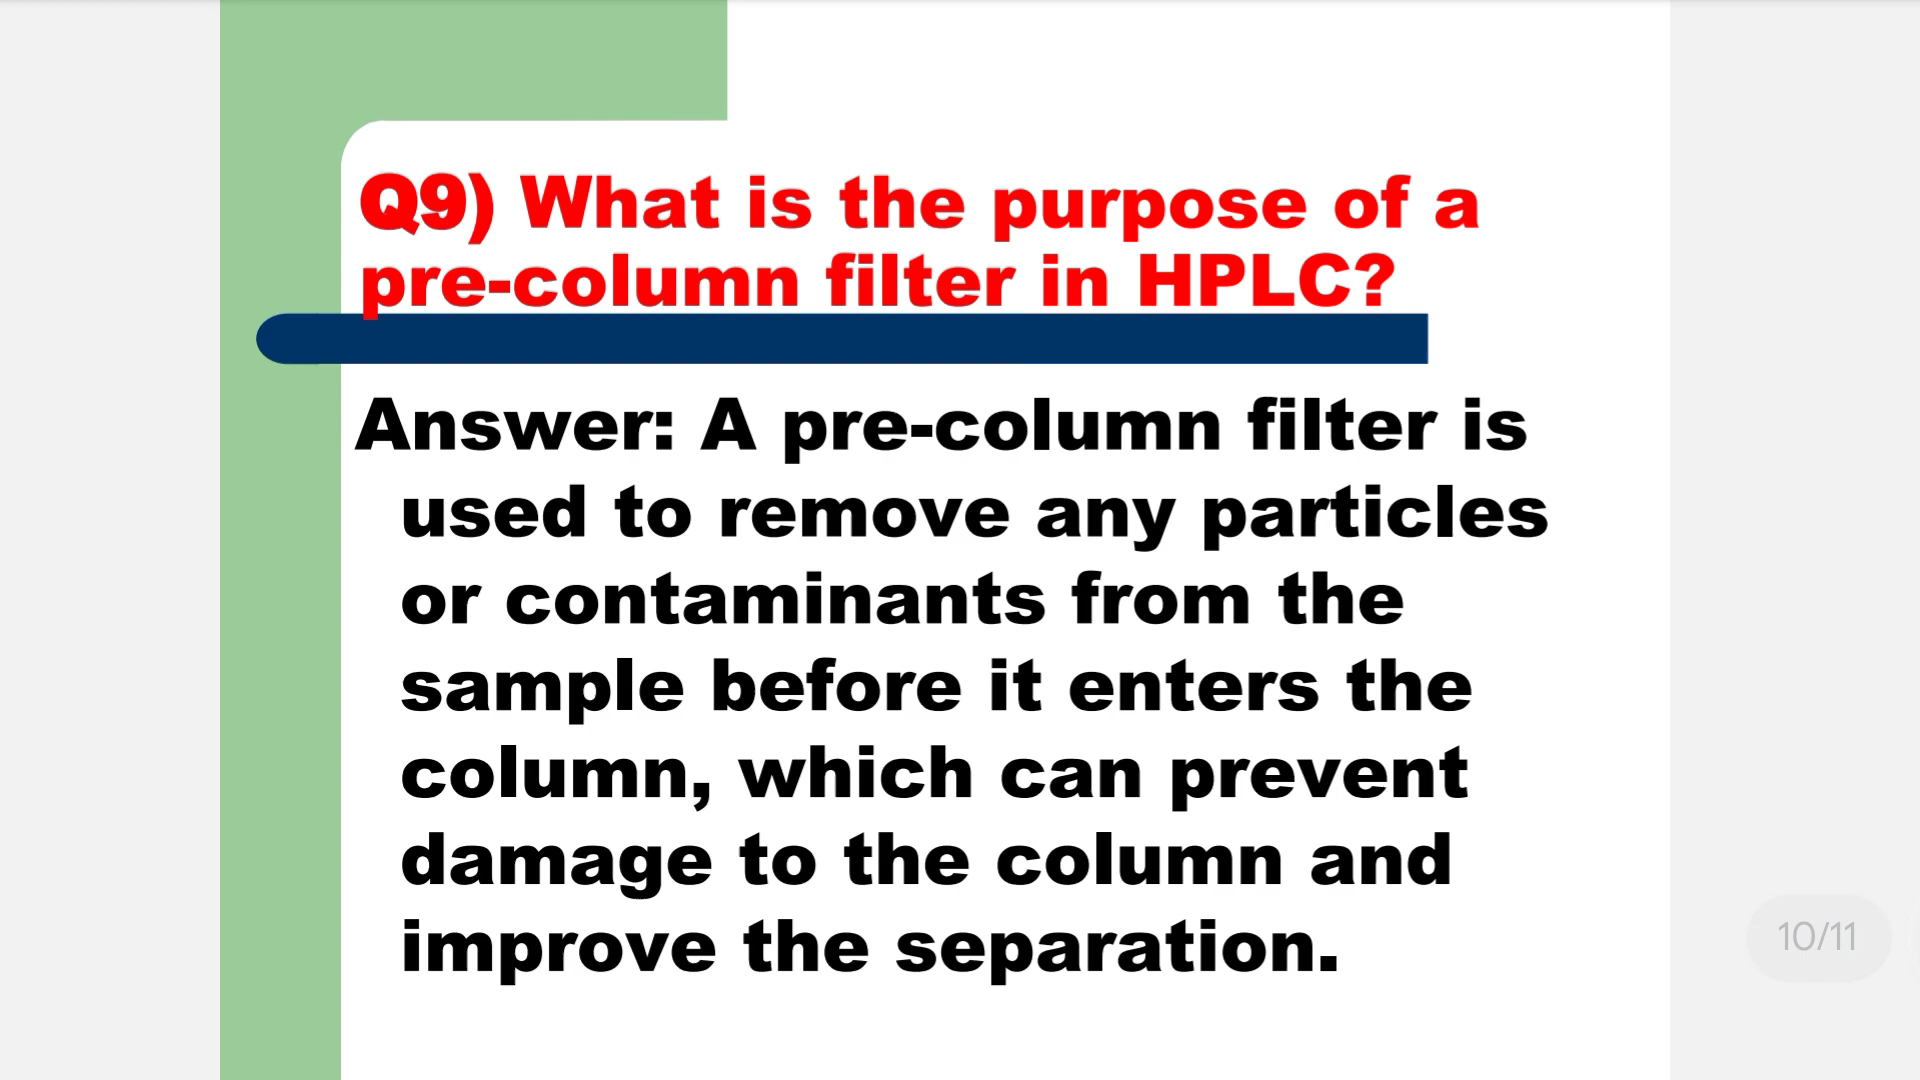 Q9) What is the purpose of a
pre-column filter in HPLC?
Answer: A pre-column filter is
used to remove any particles
or contaminants from the
sample before it enters the
column, which can prevent
damage to the column and
improve the separation.
10/11